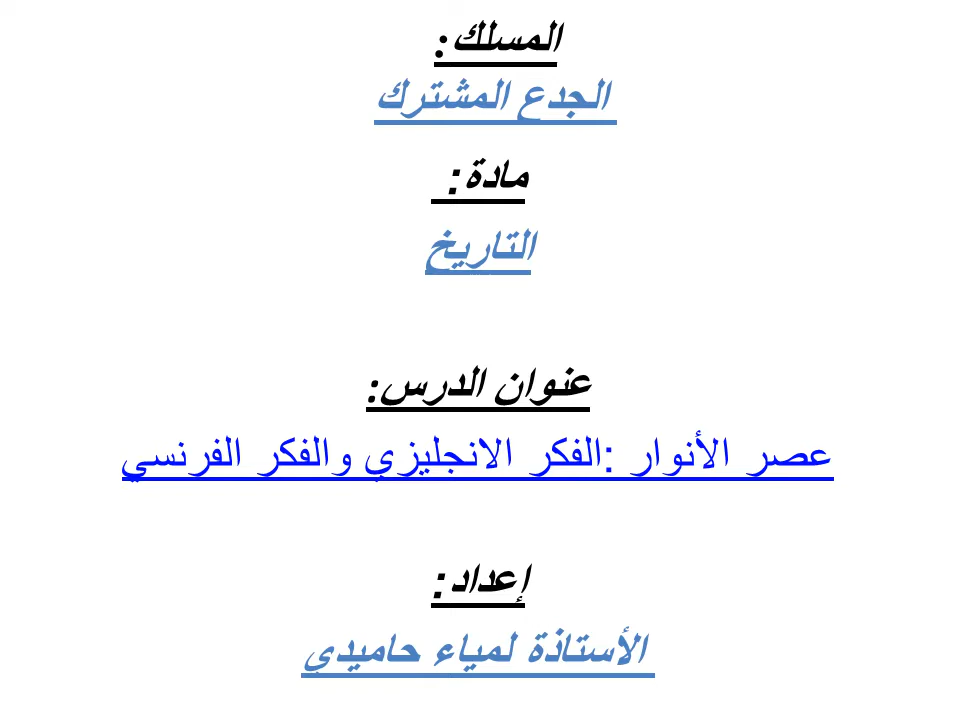 المسلك:
الجدع المشترك
مادة:
التاريخ
عنوان الدرس:
عصر الأنوار :الفكر الانجليزي والفكر الفرنسي
إعداد:
الأستاذة لمياء حاميدي